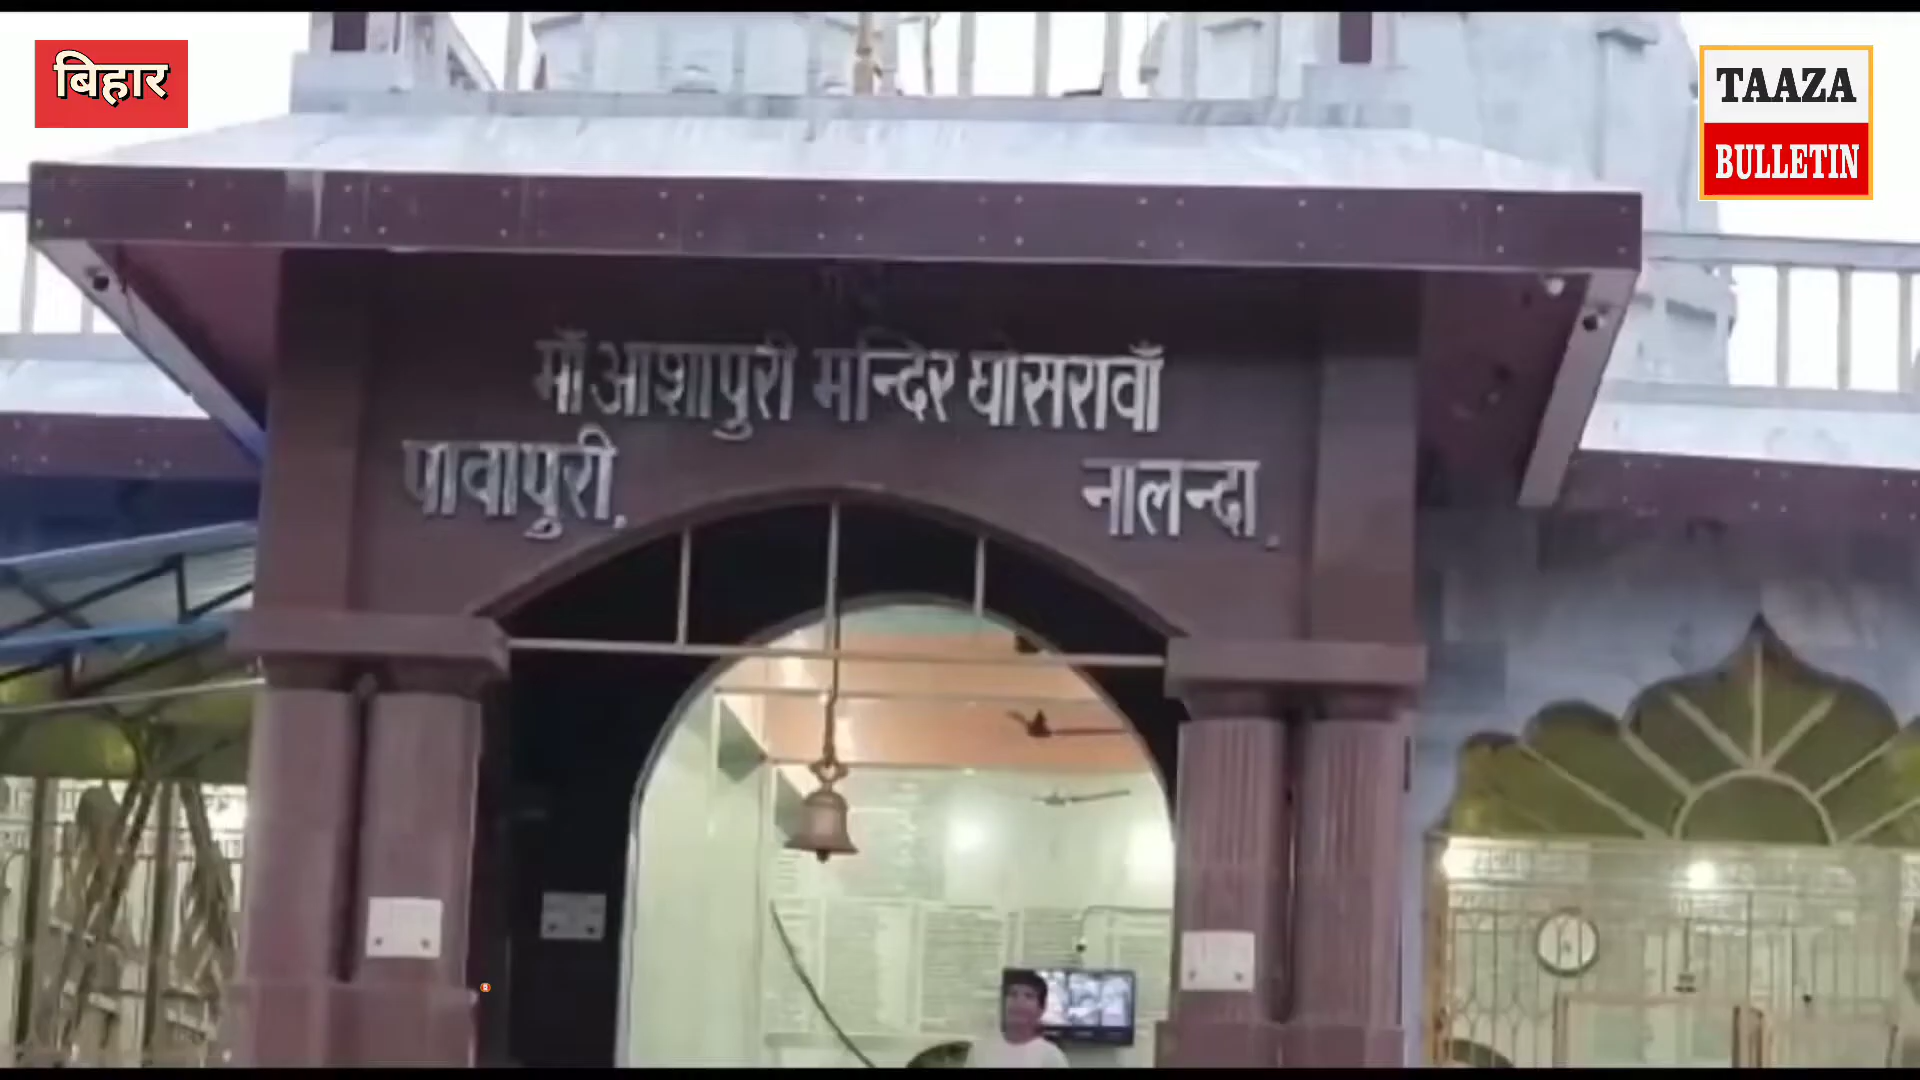 बिहार
TAAZA
BULLETIN
माँ आशापुरी मन्दिर घोसरावाँ
पावापुरी.
नालन्दा.